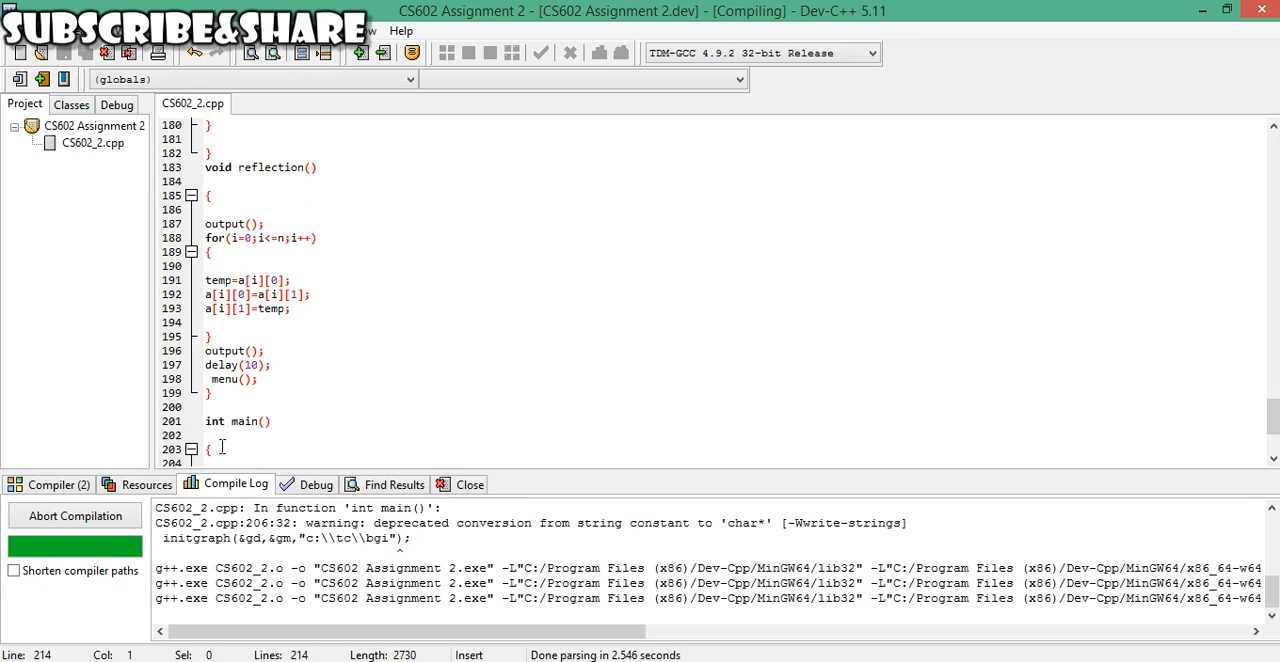 CS602 Assignment 2 - [CS602 Assignment 2.dev] - [Compiling] - Dev-C++ 5.11
SUBSCRIBE&SHARE
Help
TDM-GCC 4.9.2 32-bit Release
(globals)
Project Classes Debug
CS602_2.cpp
CS602 Assignment 2
CS602_2.cpp
180 }
181
182 }
183 void reflection()
184
185 {
186
187 output();
188 for(i=0;i<=n;i++)
189 {
190
191 temp=a[i][0];
192 a[i][0]=a[i][1];
193 a[i][1]=temp;
194
195 }
196 output();
197 delay(10);
198 menu();
199 }
200
201 int main()
202
203 {
204
Compiler (2) Resources Compile Log Debug Find Results Close
Abort Compilation
Shorten compiler paths
CS602_2.cpp: In function 'int main()':
CS602_2.cpp:206:32: warning: deprecated conversion from string constant to 'char*' [-Wwrite-strings]
initgraph(&gd,&gm,"c:\\tc\\bgi");
^
g++.exe CS602_2.o -o "CS602 Assignment 2.exe" -L"C:/Program Files (x86)/Dev-Cpp/MinGW64/lib32" -L"C:/Program Files (x86)/Dev-Cpp/MinGW64/x86_64-w64
g++.exe CS602_2.o -o "CS602 Assignment 2.exe" -L"C:/Program Files (x86)/Dev-Cpp/MinGW64/lib32" -L"C:/Program Files (x86)/Dev-Cpp/MinGW64/x86_64-w64
g++.exe CS602_2.o -o "CS602 Assignment 2.exe" -L"C:/Program Files (x86)/Dev-Cpp/MinGW64/lib32" -L"C:/Program Files (x86)/Dev-Cpp/MinGW64/x86_64-w64
Line: 214 Col: 1 Sel: 0 Lines: 214 Length: 2730 Insert Done parsing in 2.546 seconds